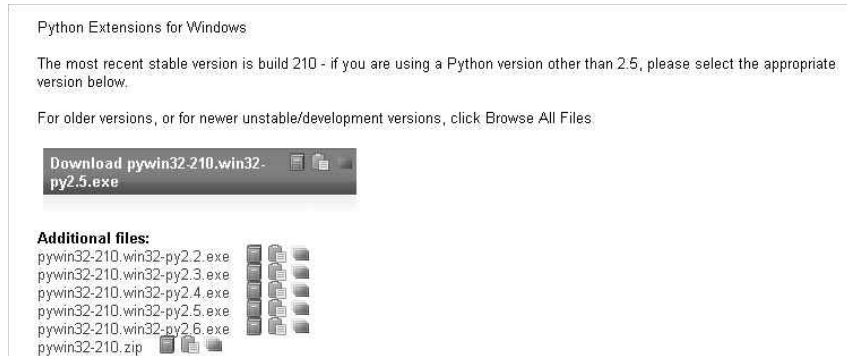 Python Extensions for Windows
The most recent stable version is build 210 - if you are using a Python version other than 2.5, please select the appropriate
version below.
For older versions, or for newer unstable/development versions, click Browse All Files
Download pywin32-210.win32-
py2.5.exe
Additional files:
pywin32-210.win32-py2.2.exe
pywin32-210.win32-py2.3.exe
pywin32-210.win32-py2.4.exe
pywin32-210.win32-py2.5.exe
pywin32-210.win32-py2.6.exe
pywin32-210.zip